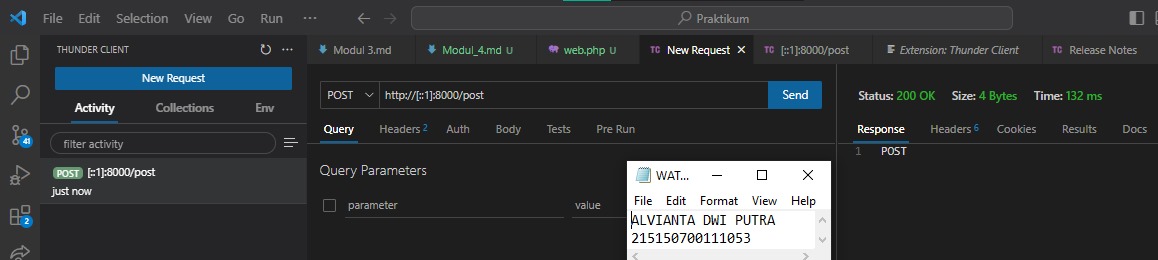 File Edit Selection View Go Run ... Praktikum
THUNDER CLIENT ...
New Request
Activity Collections Env
filter activity
POST [::1]:8000/post
just now
41
2
Modul 3.md Modul_4.md U web.php U TC New Request TC [::1]:8000/post Extension: Thunder Client TC Release Notes
POST http://[::1]:8000/post Send
Query Headers 2 Auth Body Tests Pre Run
Query Parameters
parameter value
Status: 200 OK Size: 4 Bytes Time: 132 ms
Response Headers 6 Cookies Results Docs
1 POST
WAT...
File Edit Format View Help
ALVIANTA DWI PUTRA
215150700111053